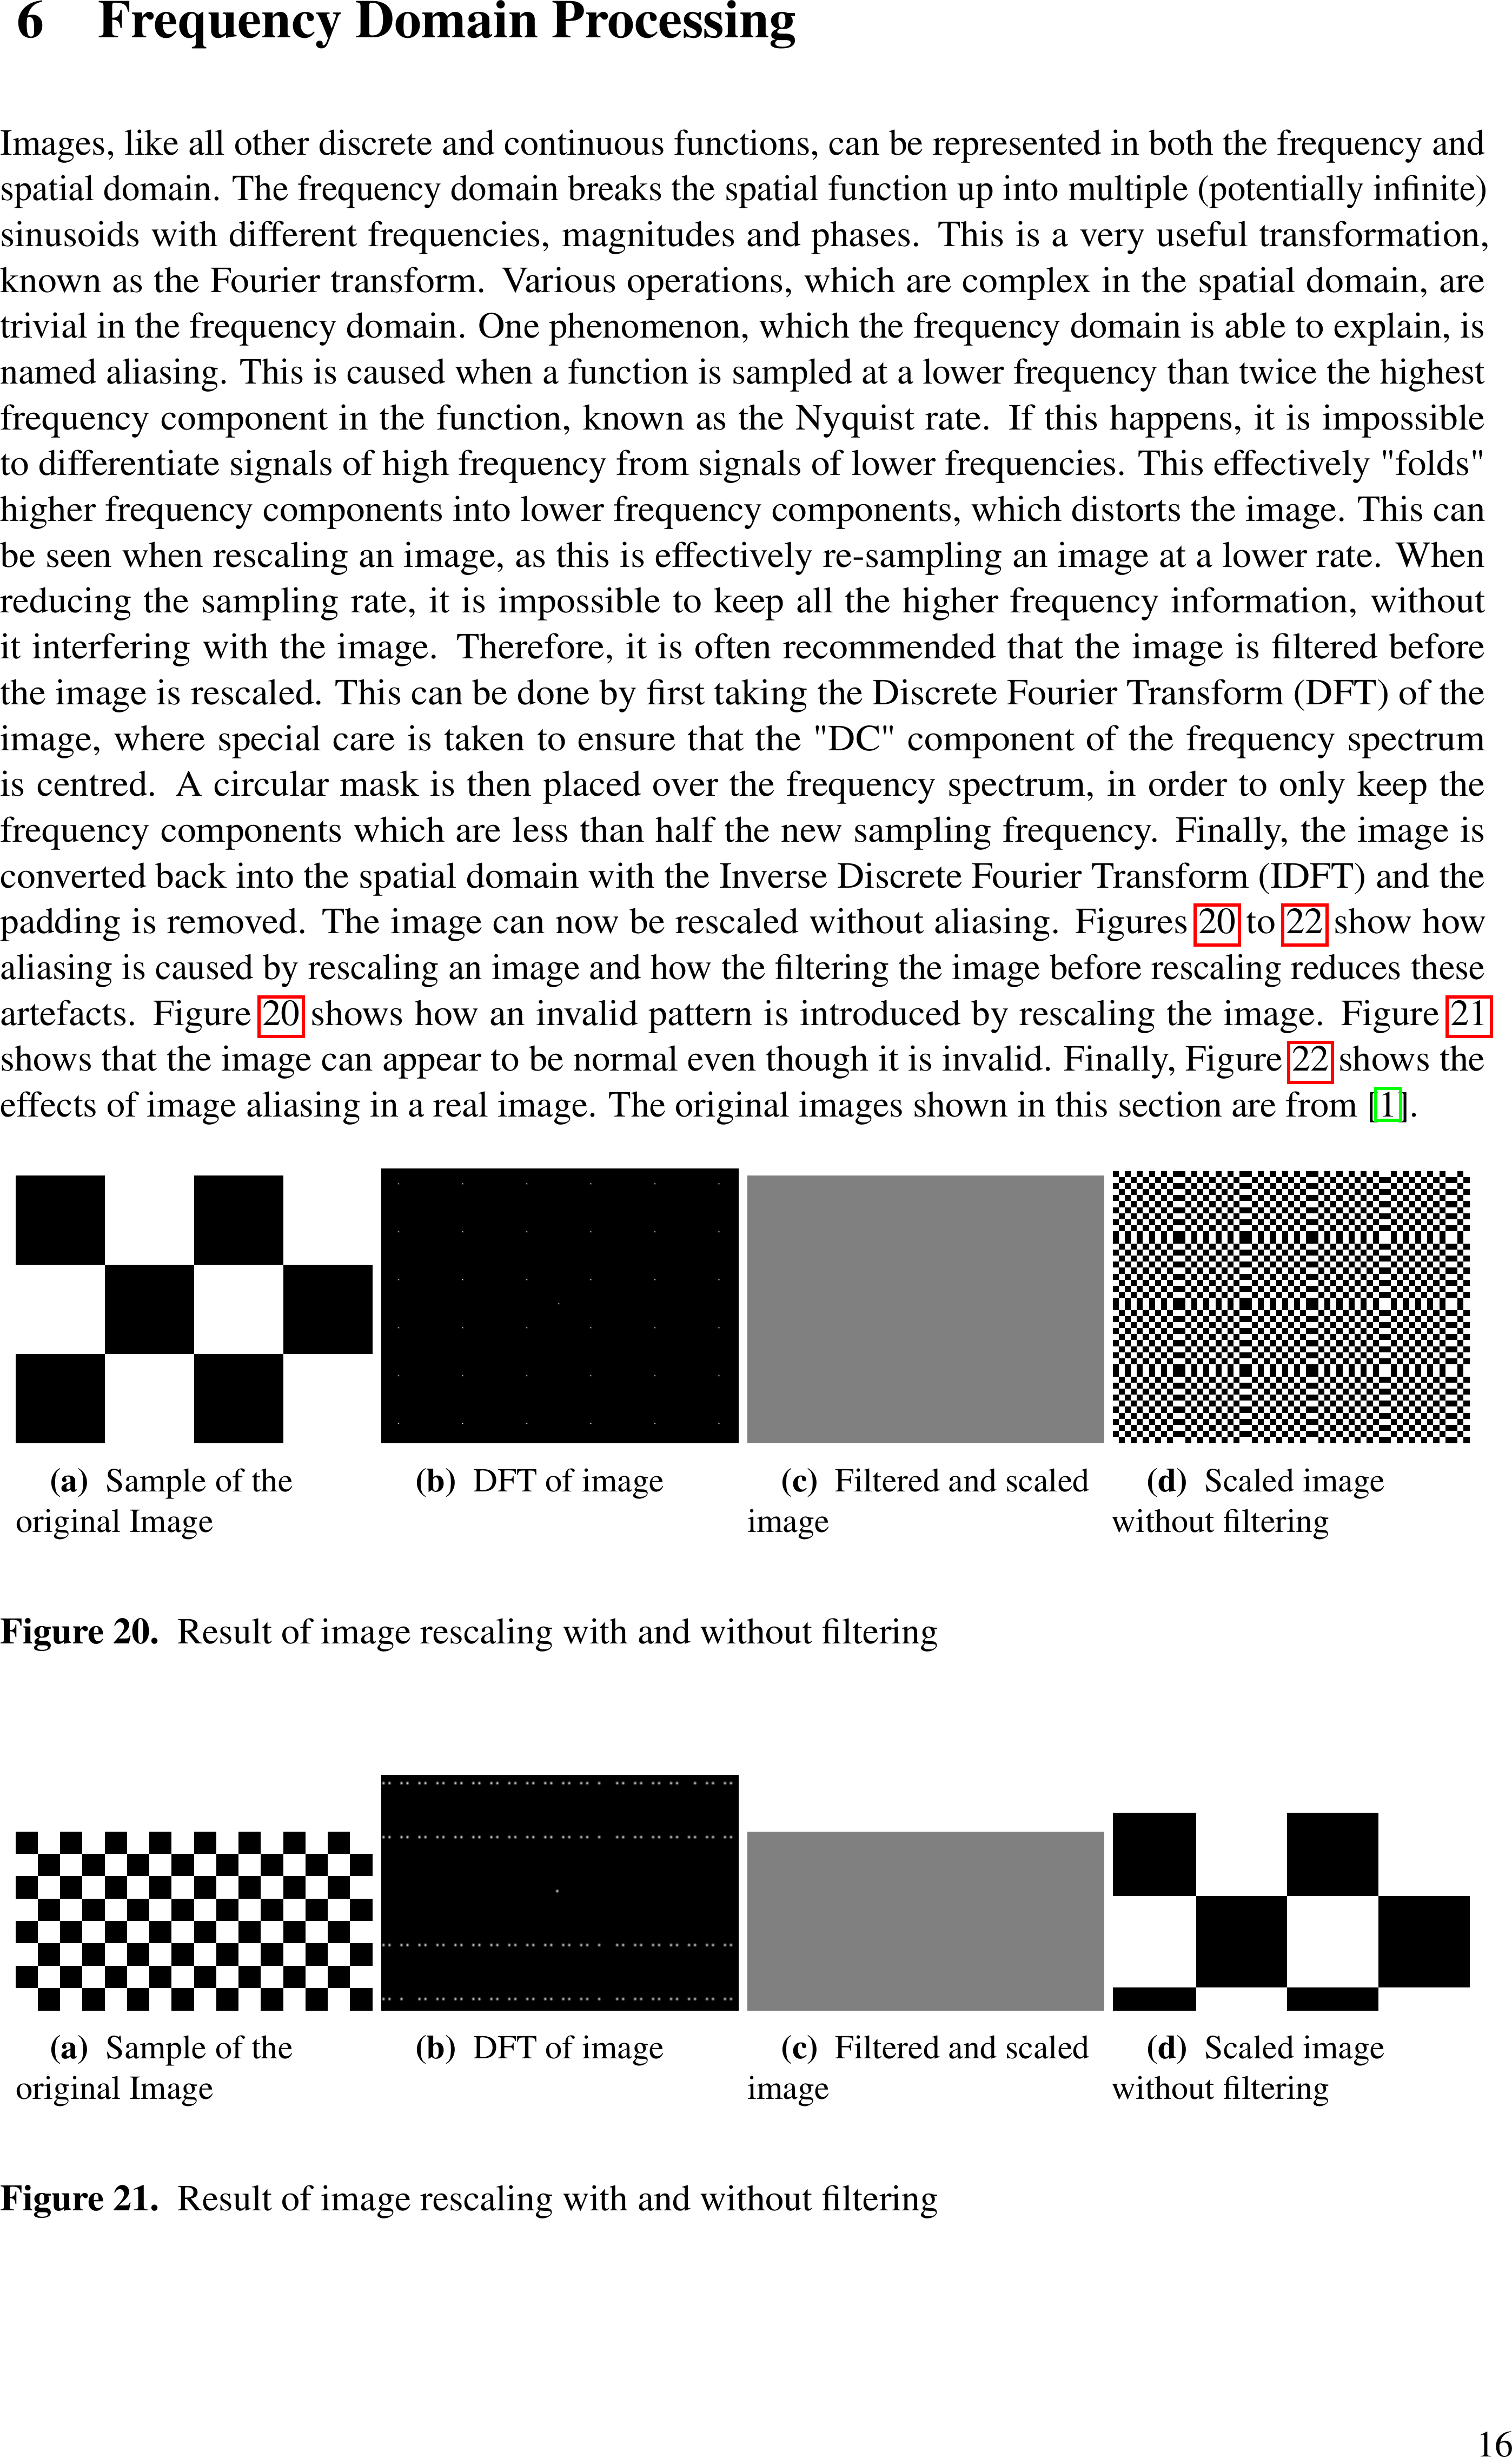 6 Frequency Domain Processing
Images, like all other discrete and continuous functions, can be represented in both the frequency and
spatial domain. The frequency domain breaks the spatial function up into multiple (potentially infinite)
sinusoids with different frequencies, magnitudes and phases. This is a very useful transformation,
known as the Fourier transform. Various operations, which are complex in the spatial domain, are
trivial in the frequency domain. One phenomenon, which the frequency domain is able to explain, is
named aliasing. This is caused when a function is sampled at a lower frequency than twice the highest
frequency component in the function, known as the Nyquist rate. If this happens, it is impossible
to differentiate signals of high frequency from signals of lower frequencies. This effectively "folds"
higher frequency components into lower frequency components, which distorts the image. This can
be seen when rescaling an image, as this is effectively re-sampling an image at a lower rate. When
reducing the sampling rate, it is impossible to keep all the higher frequency information, without
it interfering with the image. Therefore, it is often recommended that the image is filtered before
the image is rescaled. This can be done by first taking the Discrete Fourier Transform (DFT) of the
image, where special care is taken to ensure that the "DC" component of the frequency spectrum
is centred. A circular mask is then placed over the frequency spectrum, in order to only keep the
frequency components which are less than half the new sampling frequency. Finally, the image is
converted back into the spatial domain with the Inverse Discrete Fourier Transform (IDFT) and the
padding is removed. The image can now be rescaled without aliasing. Figures 20 to 22 show how
aliasing is caused by rescaling an image and how the filtering the image before rescaling reduces these
artefacts. Figure 20 shows how an invalid pattern is introduced by rescaling the image. Figure 21
shows that the image can appear to be normal even though it is invalid. Finally, Figure 22 shows the
effects of image aliasing in a real image. The original images shown in this section are from [1].
(a) Sample of the
original Image
(b) DFT of image
(c) Filtered and scaled
image
(d) Scaled image
without filtering
Figure 20. Result of image rescaling with and without filtering
(a) Sample of the
original Image
(b) DFT of image
(c) Filtered and scaled
image
(d) Scaled image
without filtering
Figure 21. Result of image rescaling with and without filtering
16